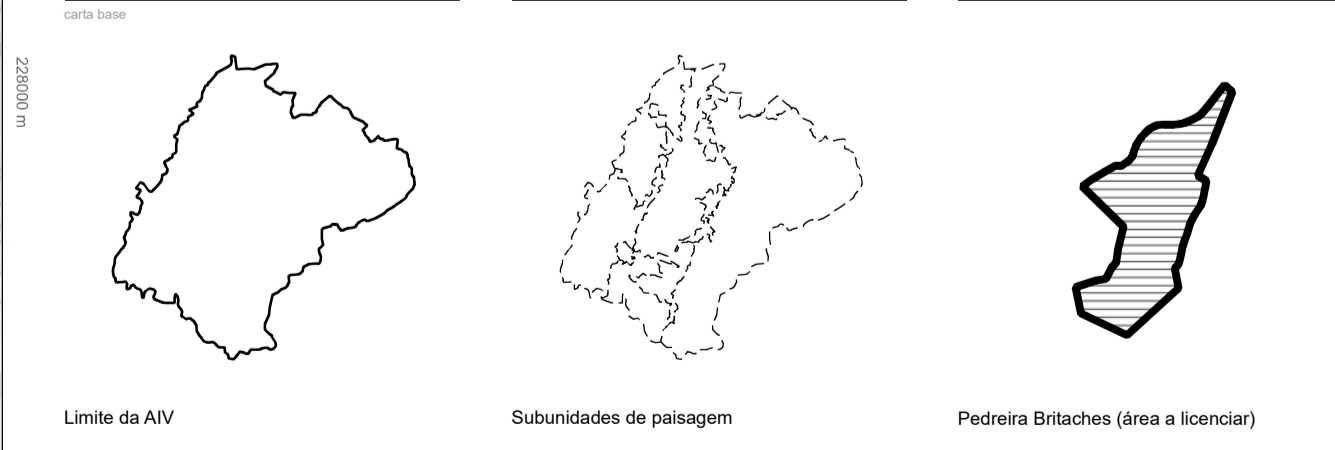 carta base
228000 m
Limite da AIV
Subunidades de paisagem
Pedreira Britaches (área a licenciar)